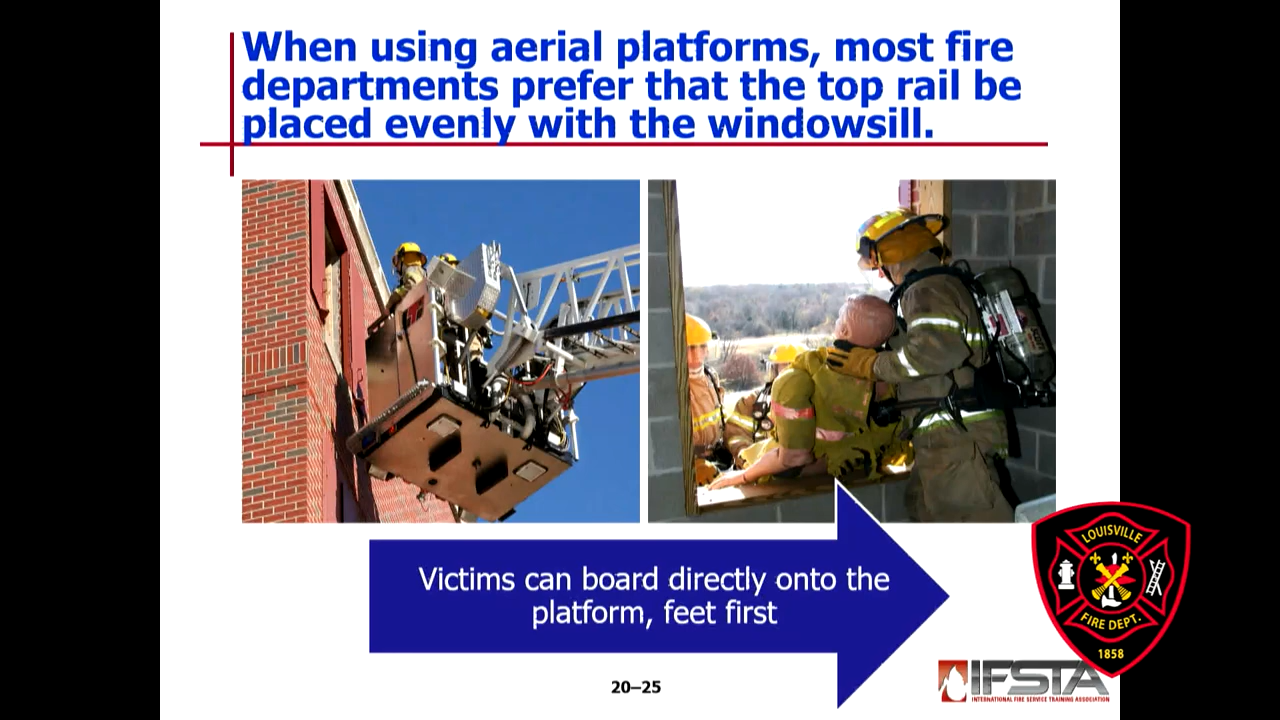 When using aerial platforms, most fire
departments prefer that the top rail be
placed evenly with the windowsill.
Victims can board directly onto the
platform, feet first
20–25
LOUISVILLE
FIRE DEPT.
1858
IFSTA
INTERNATIONAL FIRE SERVICE TRAINING ASSOCIATION